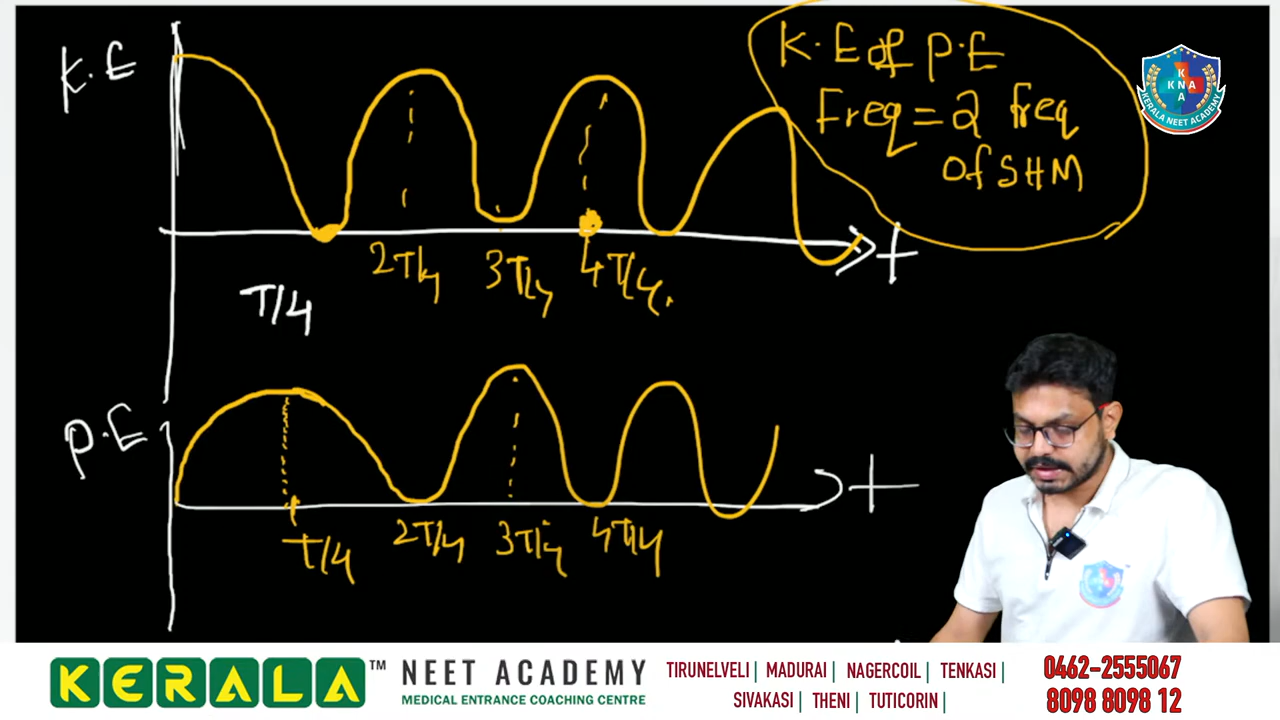 K.E
K.E of P.E
Freq = 2 freq
of SHM
2T/4
3T/4
4T/4.
t
T/4
P.E
t
T/4
2T/4
3T/4
4T/4
K
KNA
A
KERALA NEET ACADEMY
KERALA™
NEET ACADEMY
MEDICAL ENTRANCE COACHING CENTRE
TIRUNELVELI | MADURAI | NAGERCOIL | TENKASI |
SIVAKASI | THENI | TUTICORIN |
0462-2555067
8098 8098 12